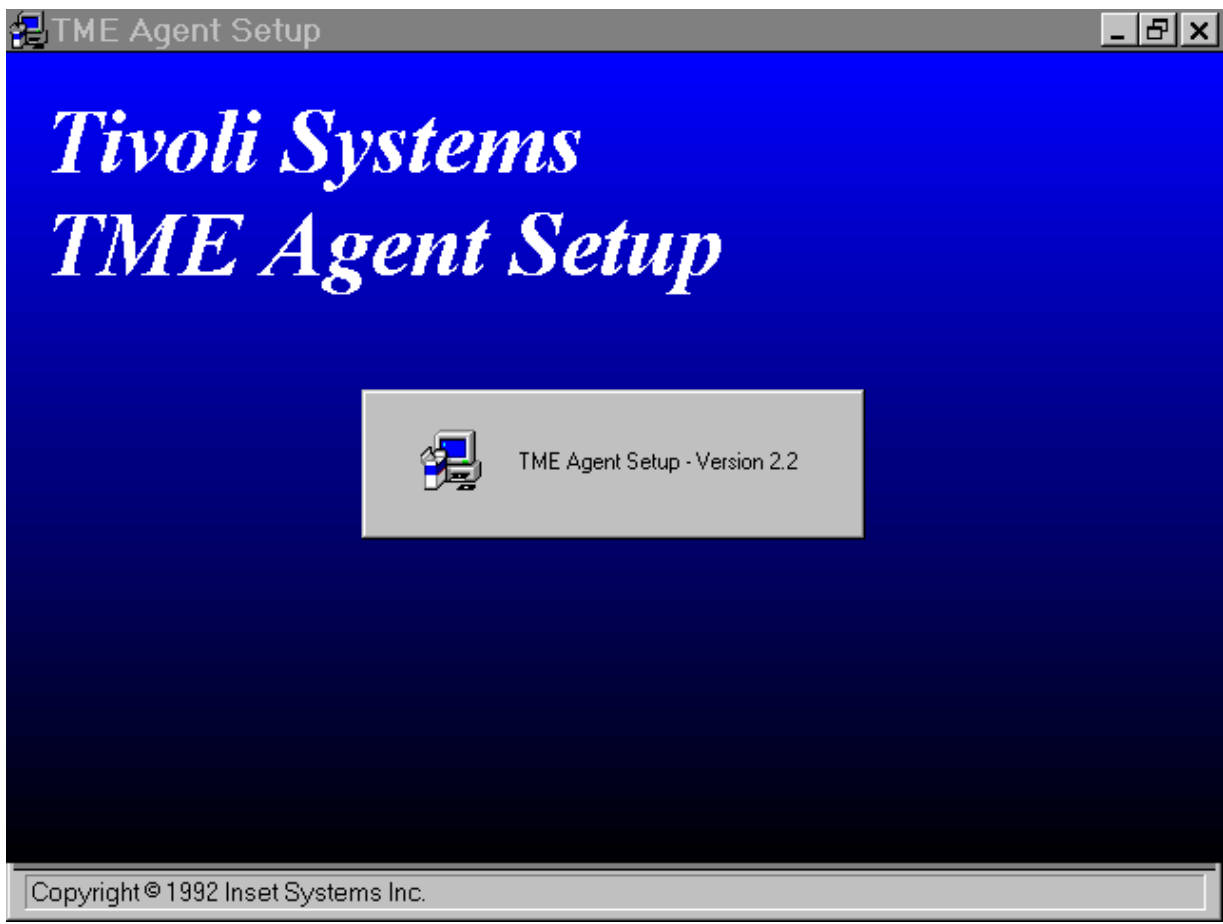 TME Agent Setup
Tivoli Systems
TME Agent Setup
TME Agent Setup - Version 2.2
Copyright © 1992 Inset Systems Inc.